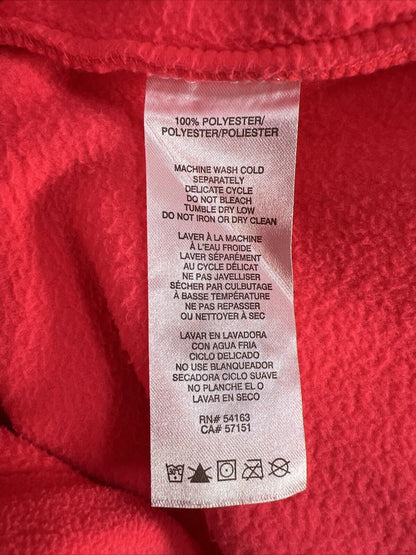 100% POLYESTER/
POLYESTER/POLIESTER
MACHINE WASH COLD
SEPARATELY
DELICATE CYCLE
DO NOT BLEACH
TUMBLE DRY LOW
DO NOT IRON OR DRY CLEAN
LAVER À LA MACHINE
À L'EAU FROIDE
LAVER SÉPARÉMENT
AU CYCLE DÉLICAT
NE PAS JAVELLISER
SÉCHER PAR CULBUTAGE
À BASSE TEMPÉRATURE
NE PAS REPASSER
OU NETTOYER À SEC
LAVAR EN LAVADORA
CON AGUA FRIA
CICLO DELICADO
NO USE BLANQUEADOR
SECADORA CICLO SUAVE
NO PLANCHE EL O
LAVAR EN SECO
RN# 54163
CA# 57151